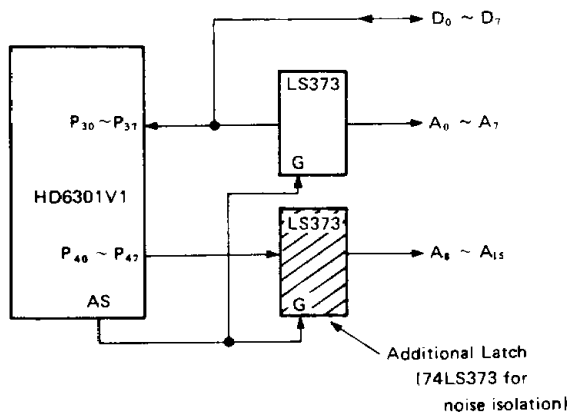 D₀ ~ D₇
LS373
P₃₀ ~ P₃₇
A₀ ~ A₇
G
HD6301V1
LS373
P₄₀ ~ P₄₇
A₈ ~ A₁₅
AS
G
Additional Latch
(74LS373 for
noise isolation)